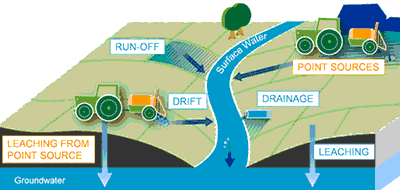 RUN-OFF
Surface Water
POINT SOURCES
DRIFT
DRAINAGE
LEACHING FROM
POINT SOURCE
LEACHING
Groundwater